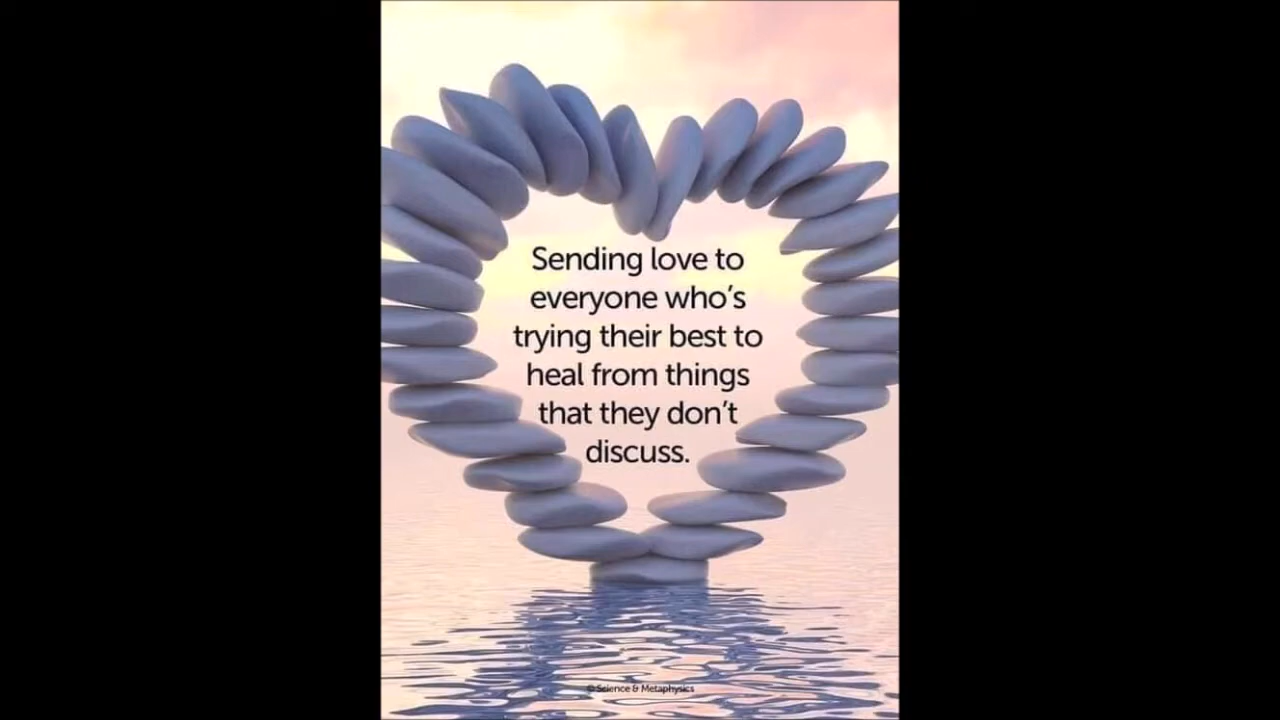 Sending love to
everyone who's
trying their best to
heal from things
that they don't
discuss.
© Science & Metaphysics